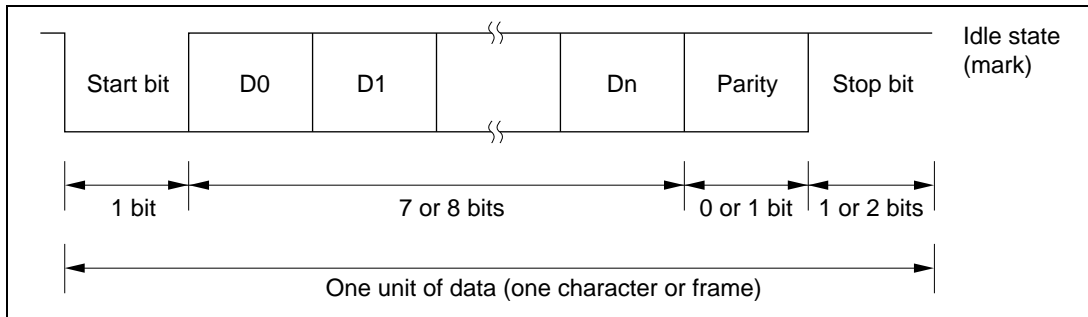 Idle state
(mark)
Start bit D0 D1 Dn Parity Stop bit
1 bit 7 or 8 bits 0 or 1 bit 1 or 2 bits
One unit of data (one character or frame)